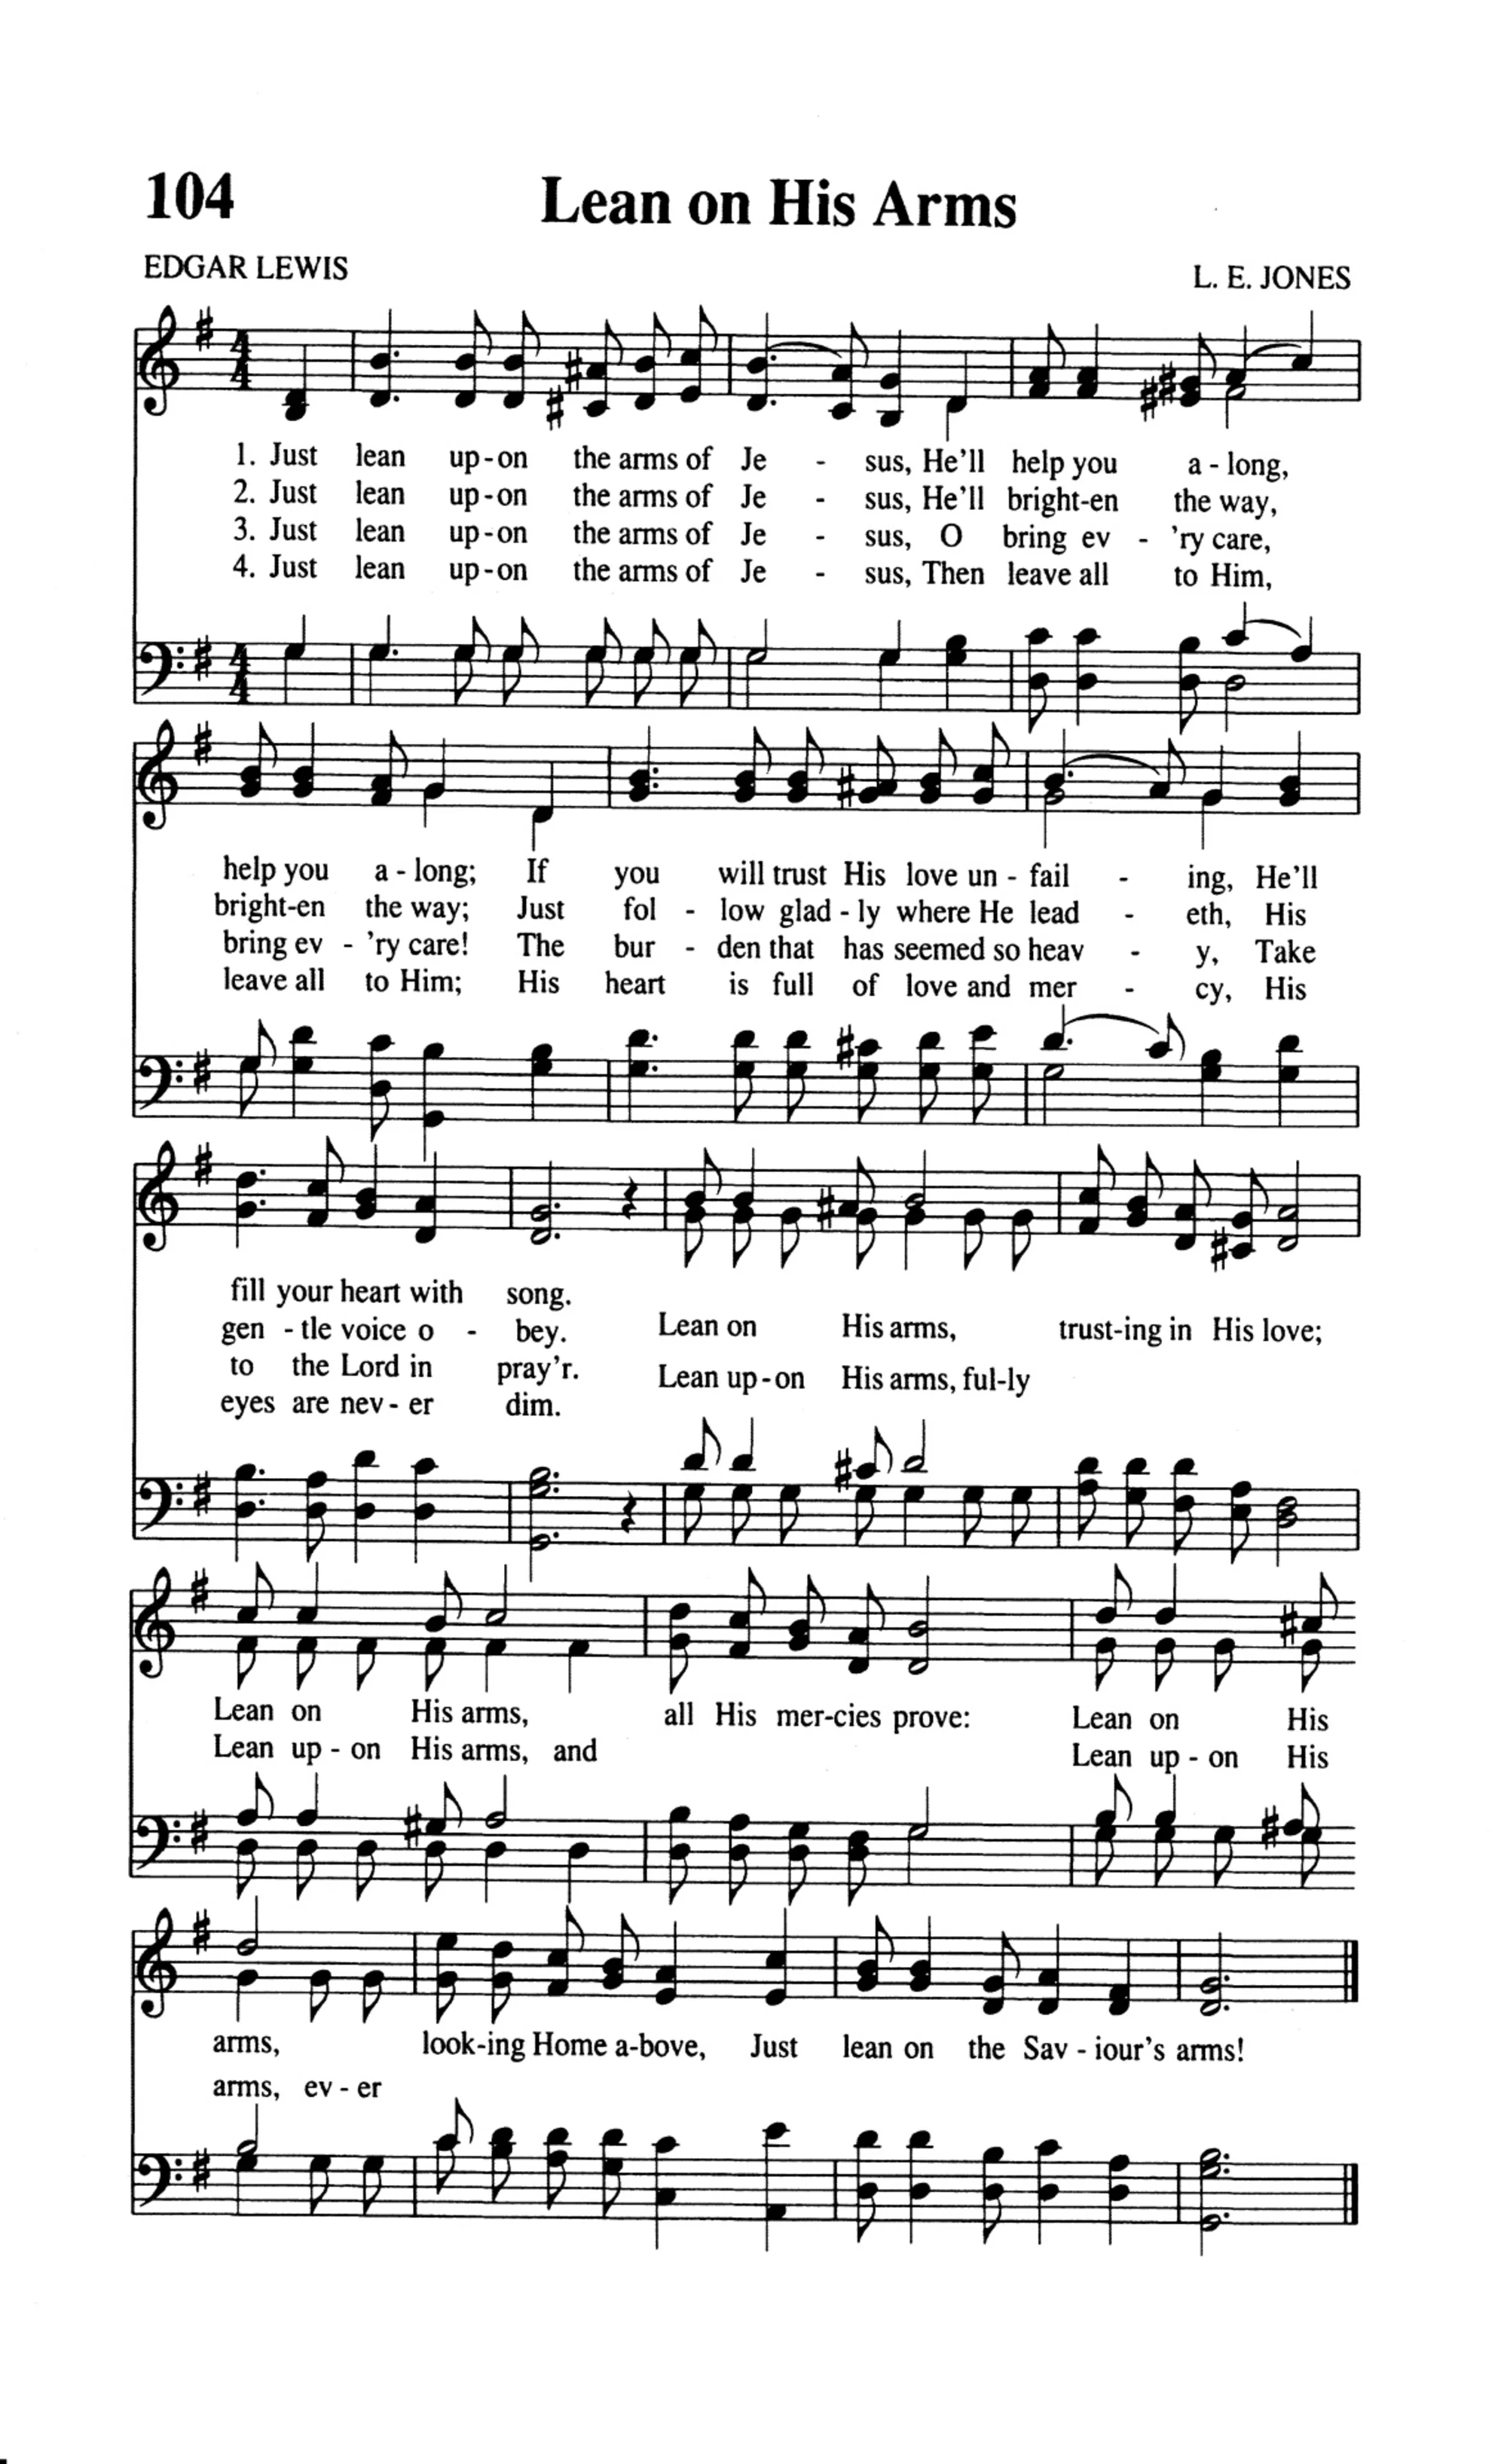 104 Lean on His Arms
EDGAR LEWIS L. E. JONES
4 4
1. Just lean up-on the arms of Je - sus, He'll help you a - long,
2. Just lean up-on the arms of Je - sus, He'll bright-en the way,
3. Just lean up-on the arms of Je - sus, O bring ev - 'ry care,
4. Just lean up-on the arms of Je - sus, Then leave all to Him,
4 4
help you a - long; If you will trust His love un - fail - ing, He'll
bright-en the way; Just fol - low glad - ly where He lead - eth, His
bring ev - 'ry care! The bur - den that has seemed so heav - y, Take
leave all to Him; His heart is full of love and mer - cy, His
fill your heart with song.
gen - tle voice o - bey. Lean on His arms, trust-ing in His love;
to the Lord in pray'r. Lean up-on His arms, ful-ly
eyes are nev - er dim.
Lean on His arms, all His mer-cies prove: Lean on His
Lean up - on His arms, and Lean up - on His
arms, look-ing Home a-bove, Just lean on the Sav - iour's arms!
arms, ev - er